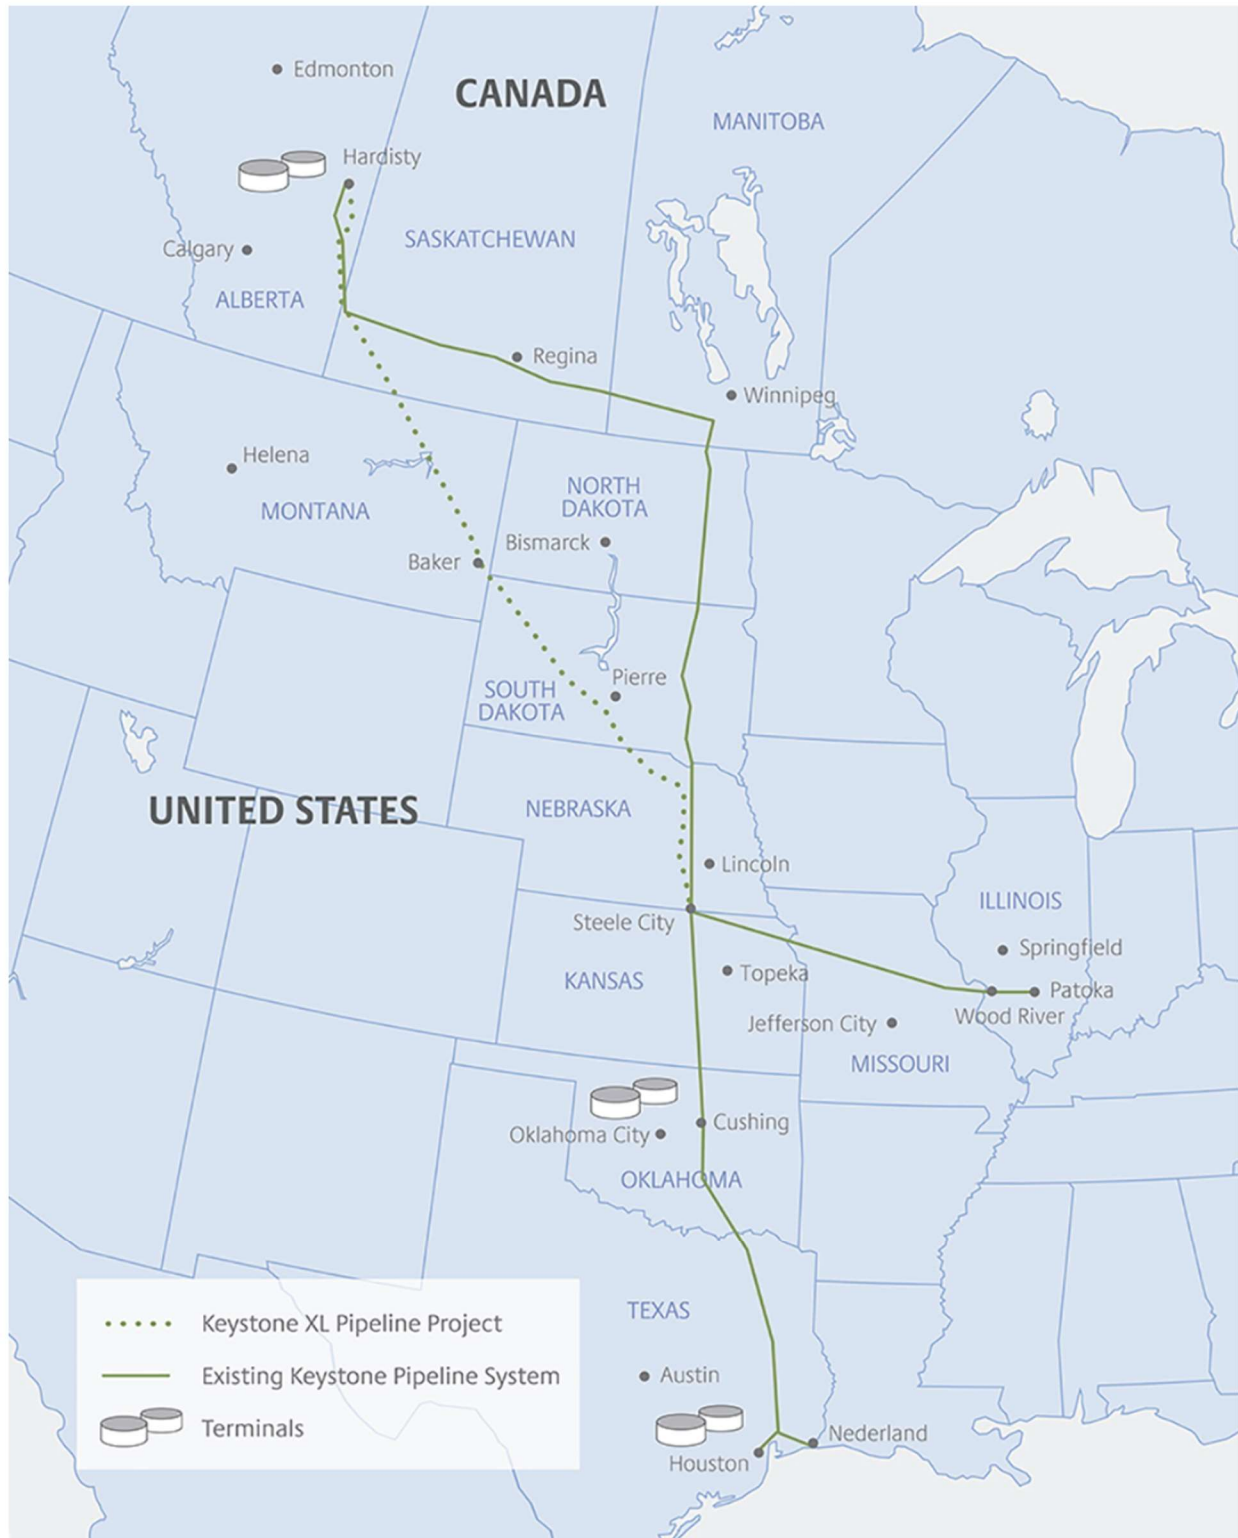 Edmonton
CANADA
MANITOBA
Hardisty
SASKATCHEWAN
Calgary
ALBERTA
Regina
Winnipeg
Helena
MONTANA
NORTH
DAKOTA
Bismarck
Baker
Pierre
SOUTH
DAKOTA
UNITED STATES
NEBRASKA
Lincoln
ILLINOIS
Steele City
Springfield
KANSAS
Topeka
Patoka
Wood River
Jefferson City
MISSOURI
Cushing
Oklahoma City
OKLAHOMA
TEXAS
Keystone XL Pipeline Project
Existing Keystone Pipeline System
Terminals
Austin
Nederland
Houston